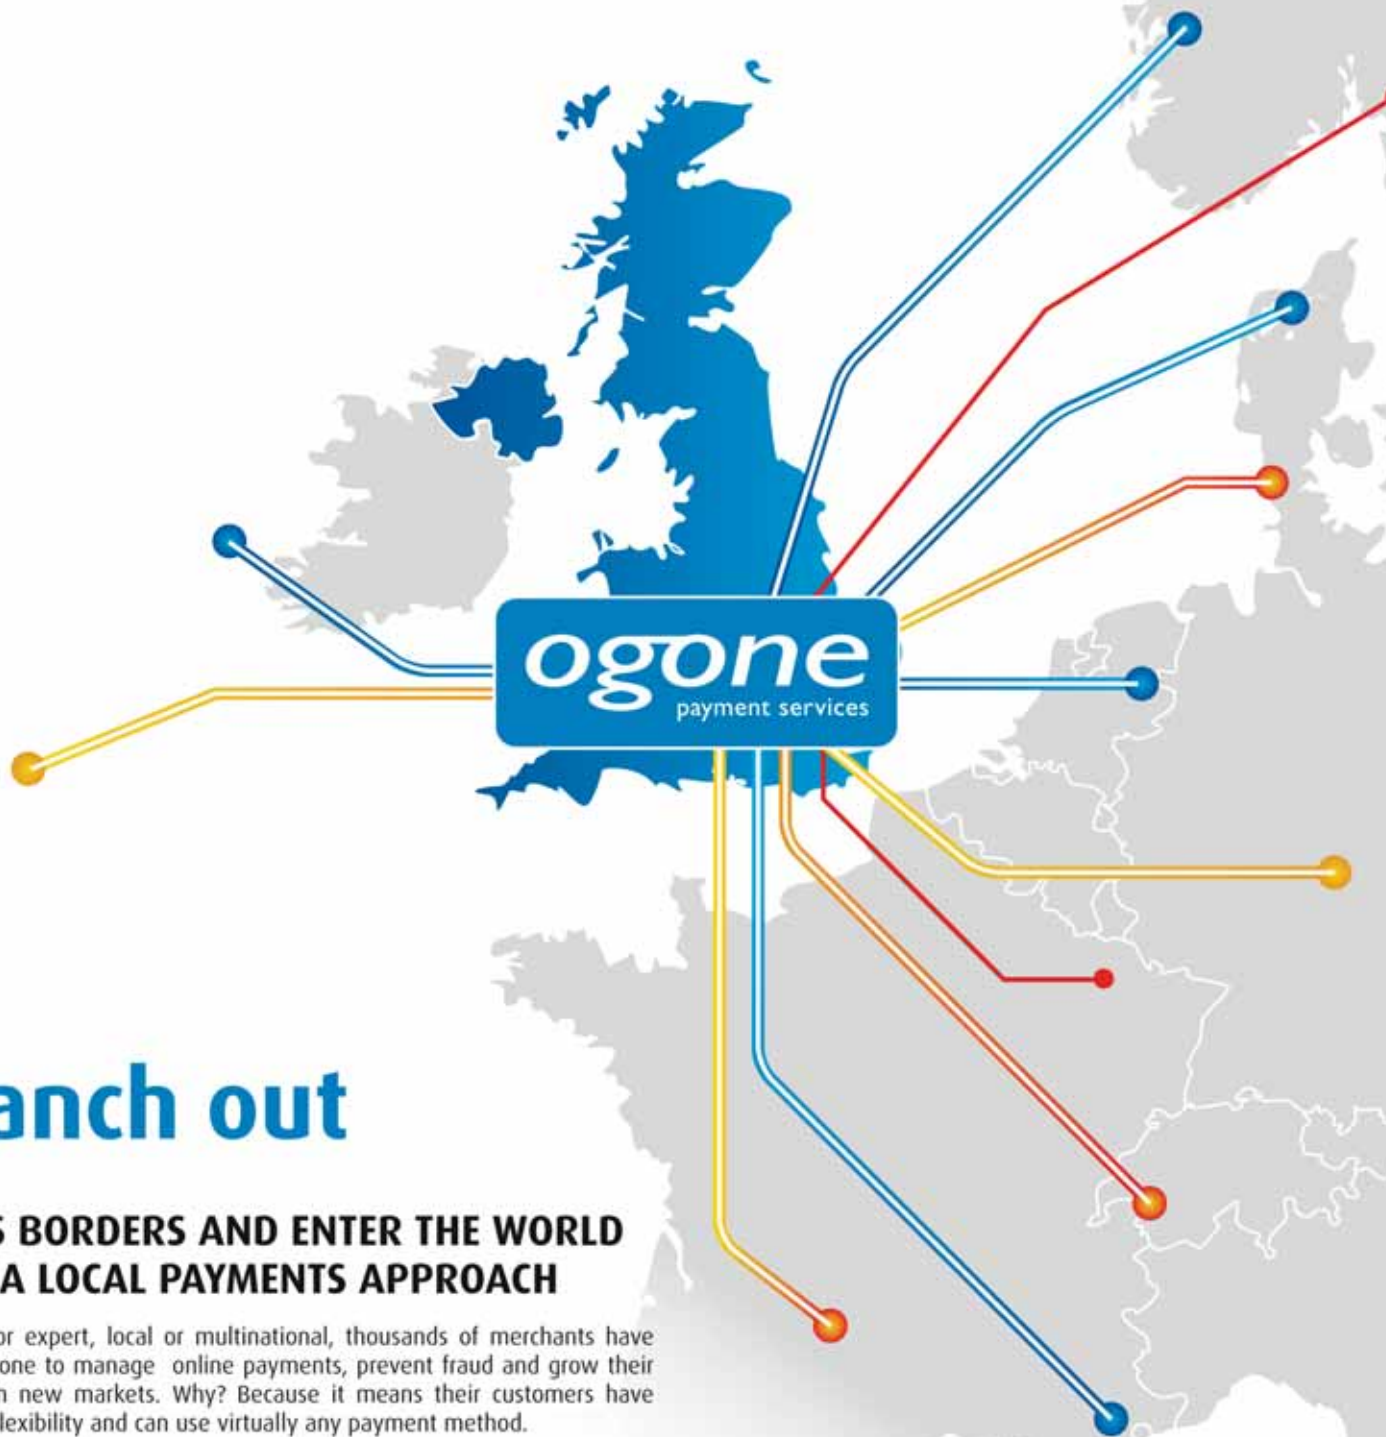 ogone
payment services
anch out
S BORDERS AND ENTER THE WORLD
A LOCAL PAYMENTS APPROACH
or expert, local or multinational, thousands of merchants have
one to manage online payments, prevent fraud and grow their
n new markets. Why? Because it means their customers have
lexibility and can use virtually any payment method.